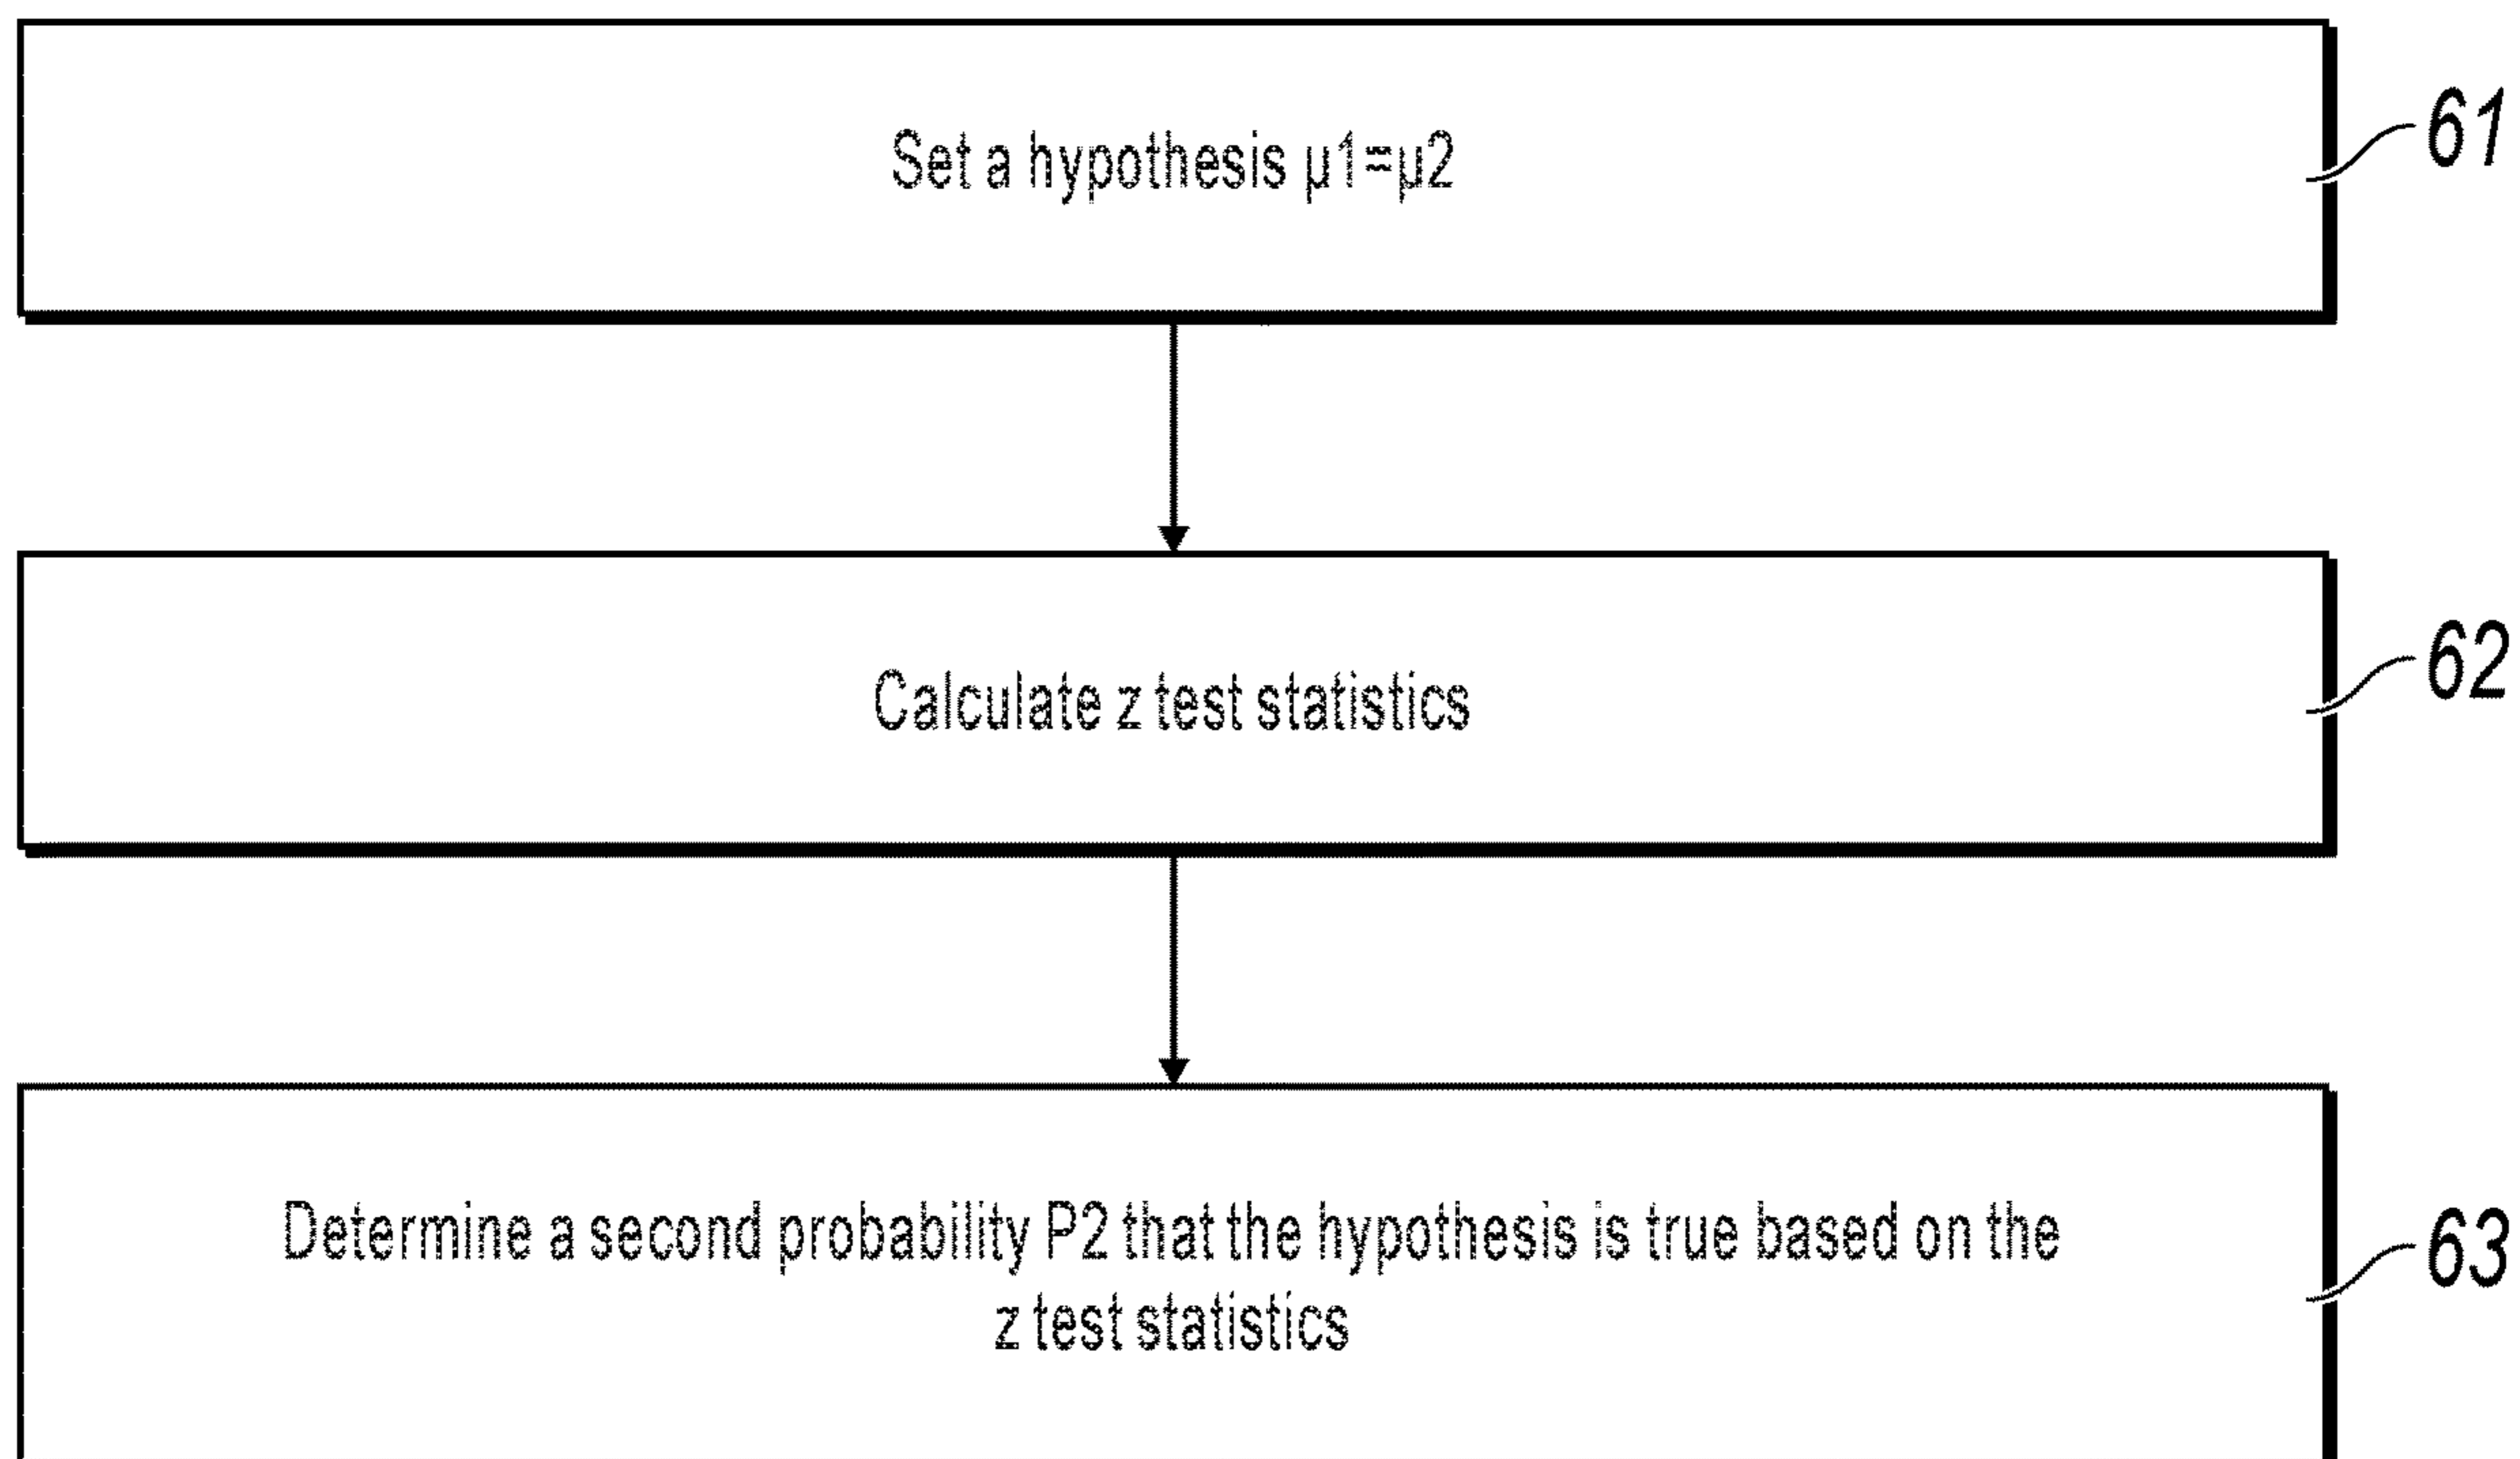 Set a hypothesis µ1=µ2
61
Calculate z test statistics
62
Determine a second probability P2 that the hypothesis is true based on the
z test statistics
63